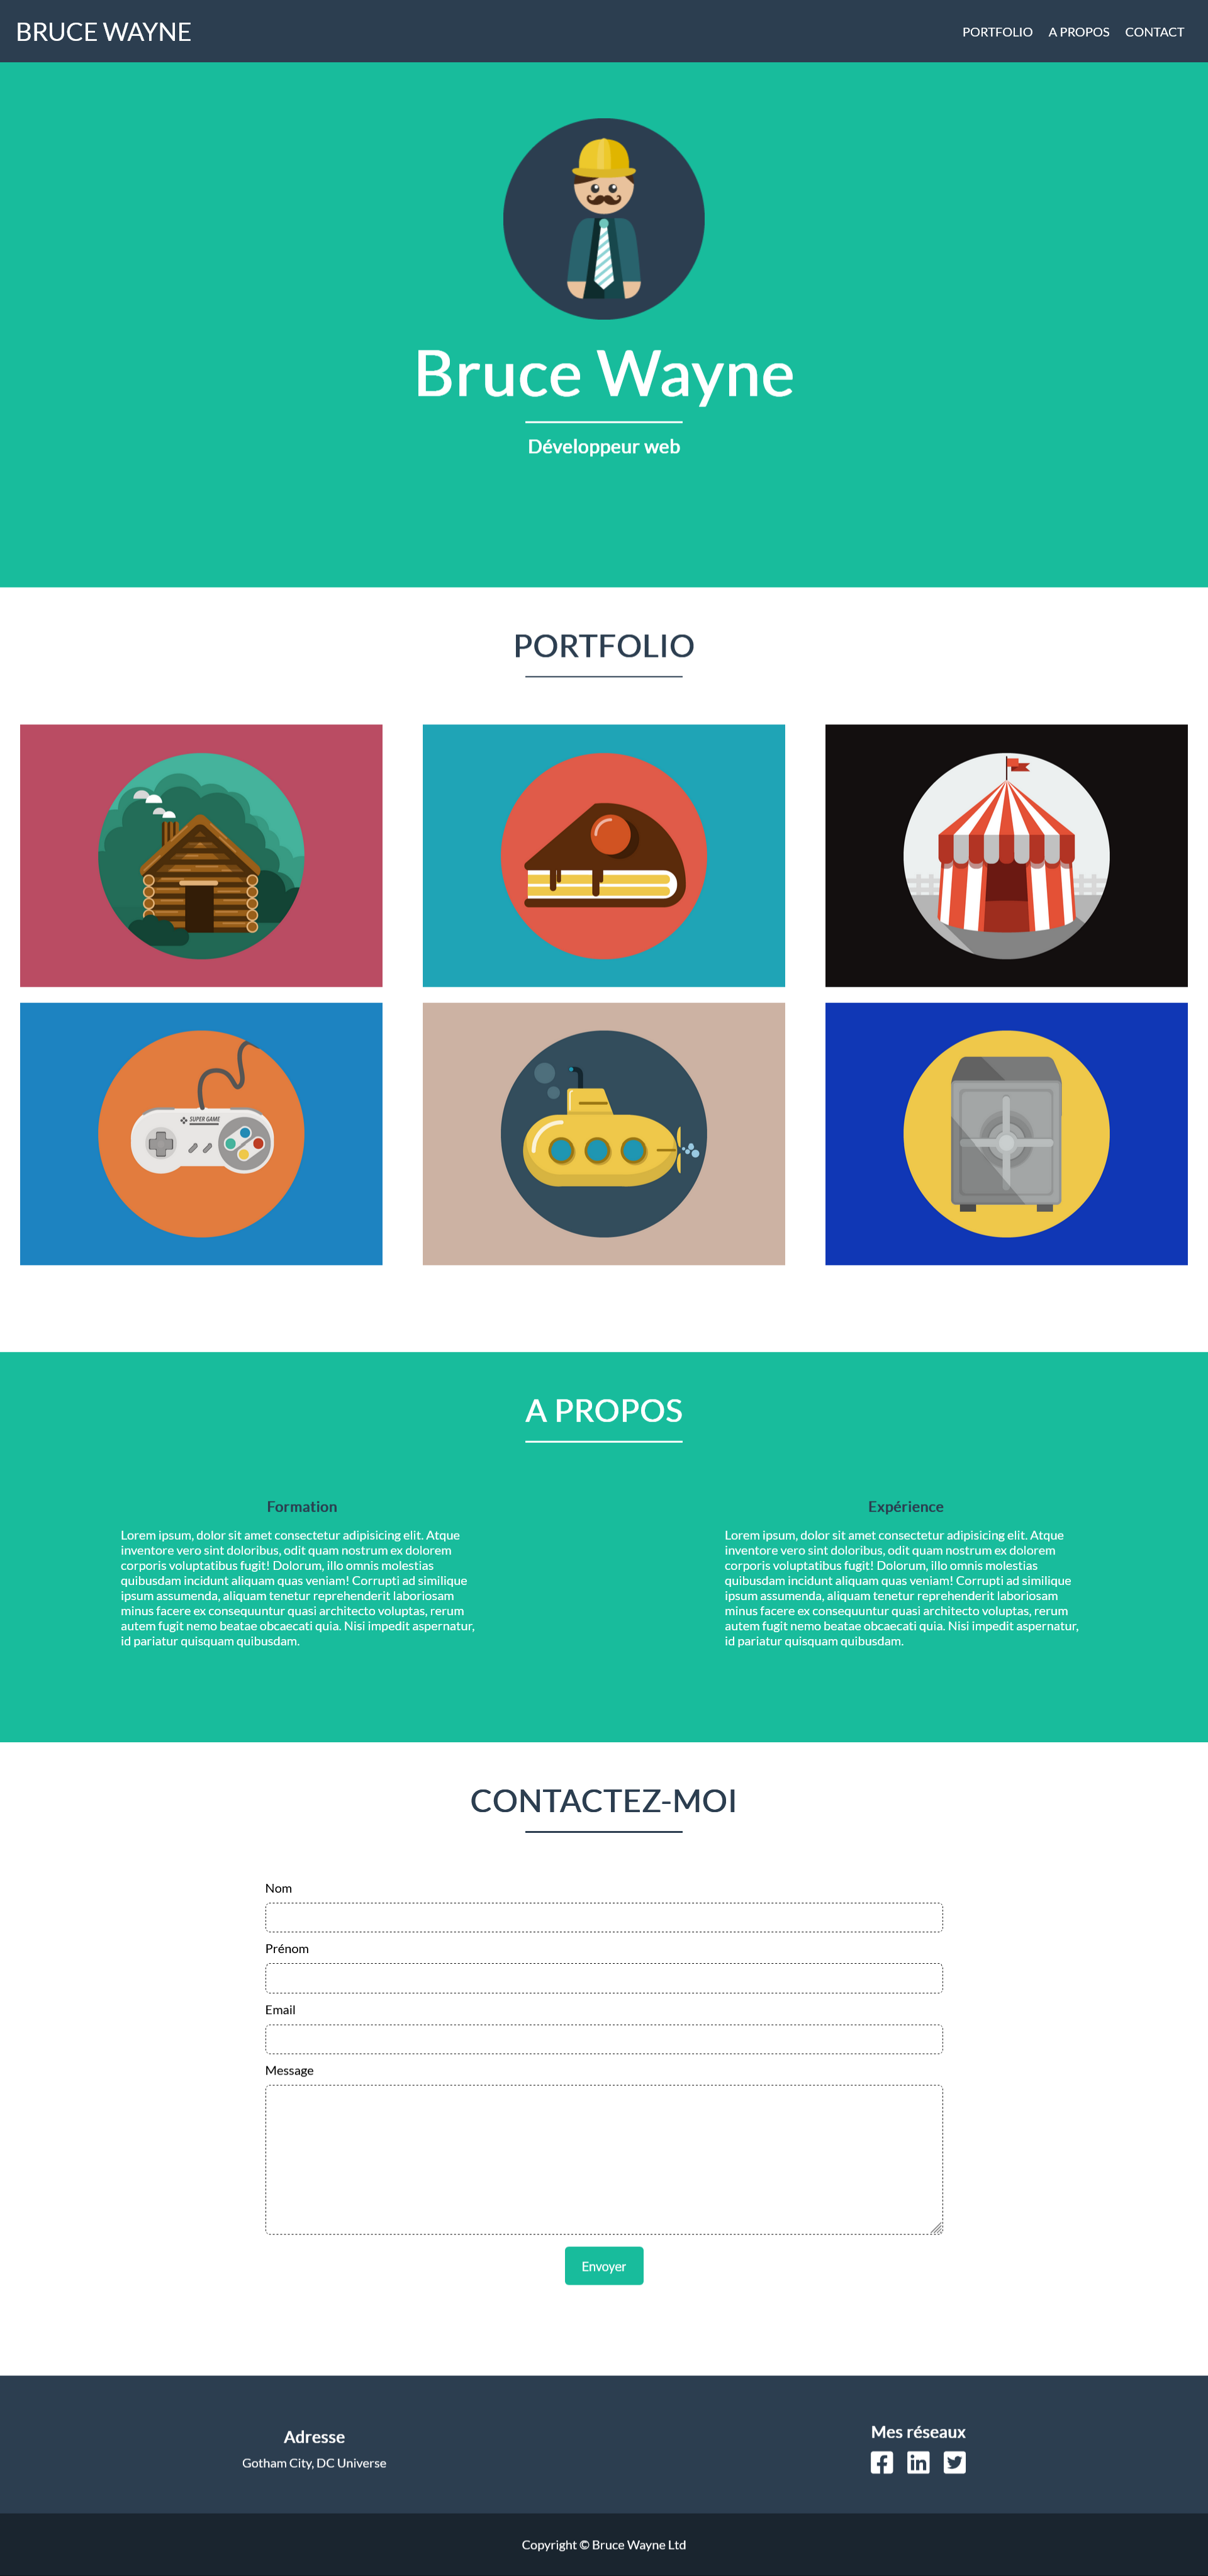 BRUCE WAYNE
PORTFOLIO A PROPOS CONTACT
Bruce Wayne
Développeur web
PORTFOLIO
SUPER GAME
A PROPOS
Formation
Lorem ipsum, dolor sit amet consectetur adipisicing elit. Atque
inventore vero sint doloribus, odit quam nostrum ex dolorem
corporis voluptatibus fugit! Dolorum, illo omnis molestias
quibusdam incidunt aliquam quas veniam! Corrupti ad similique
ipsum assumenda, aliquam tenetur reprehenderit laboriosam
minus facere ex consequuntur quasi architecto voluptas, rerum
autem fugit nemo beatae obcaecati quia. Nisi impedit aspernatur,
id pariatur quisquam quibusdam.
Expérience
Lorem ipsum, dolor sit amet consectetur adipisicing elit. Atque
inventore vero sint doloribus, odit quam nostrum ex dolorem
corporis voluptatibus fugit! Dolorum, illo omnis molestias
quibusdam incidunt aliquam quas veniam! Corrupti ad similique
ipsum assumenda, aliquam tenetur reprehenderit laboriosam
minus facere ex consequuntur quasi architecto voluptas, rerum
autem fugit nemo beatae obcaecati quia. Nisi impedit aspernatur,
id pariatur quisquam quibusdam.
CONTACTEZ-MOI
Nom
Prénom
Email
Message
Envoyer
Adresse
Gotham City, DC Universe
Mes réseaux
Copyright © Bruce Wayne Ltd